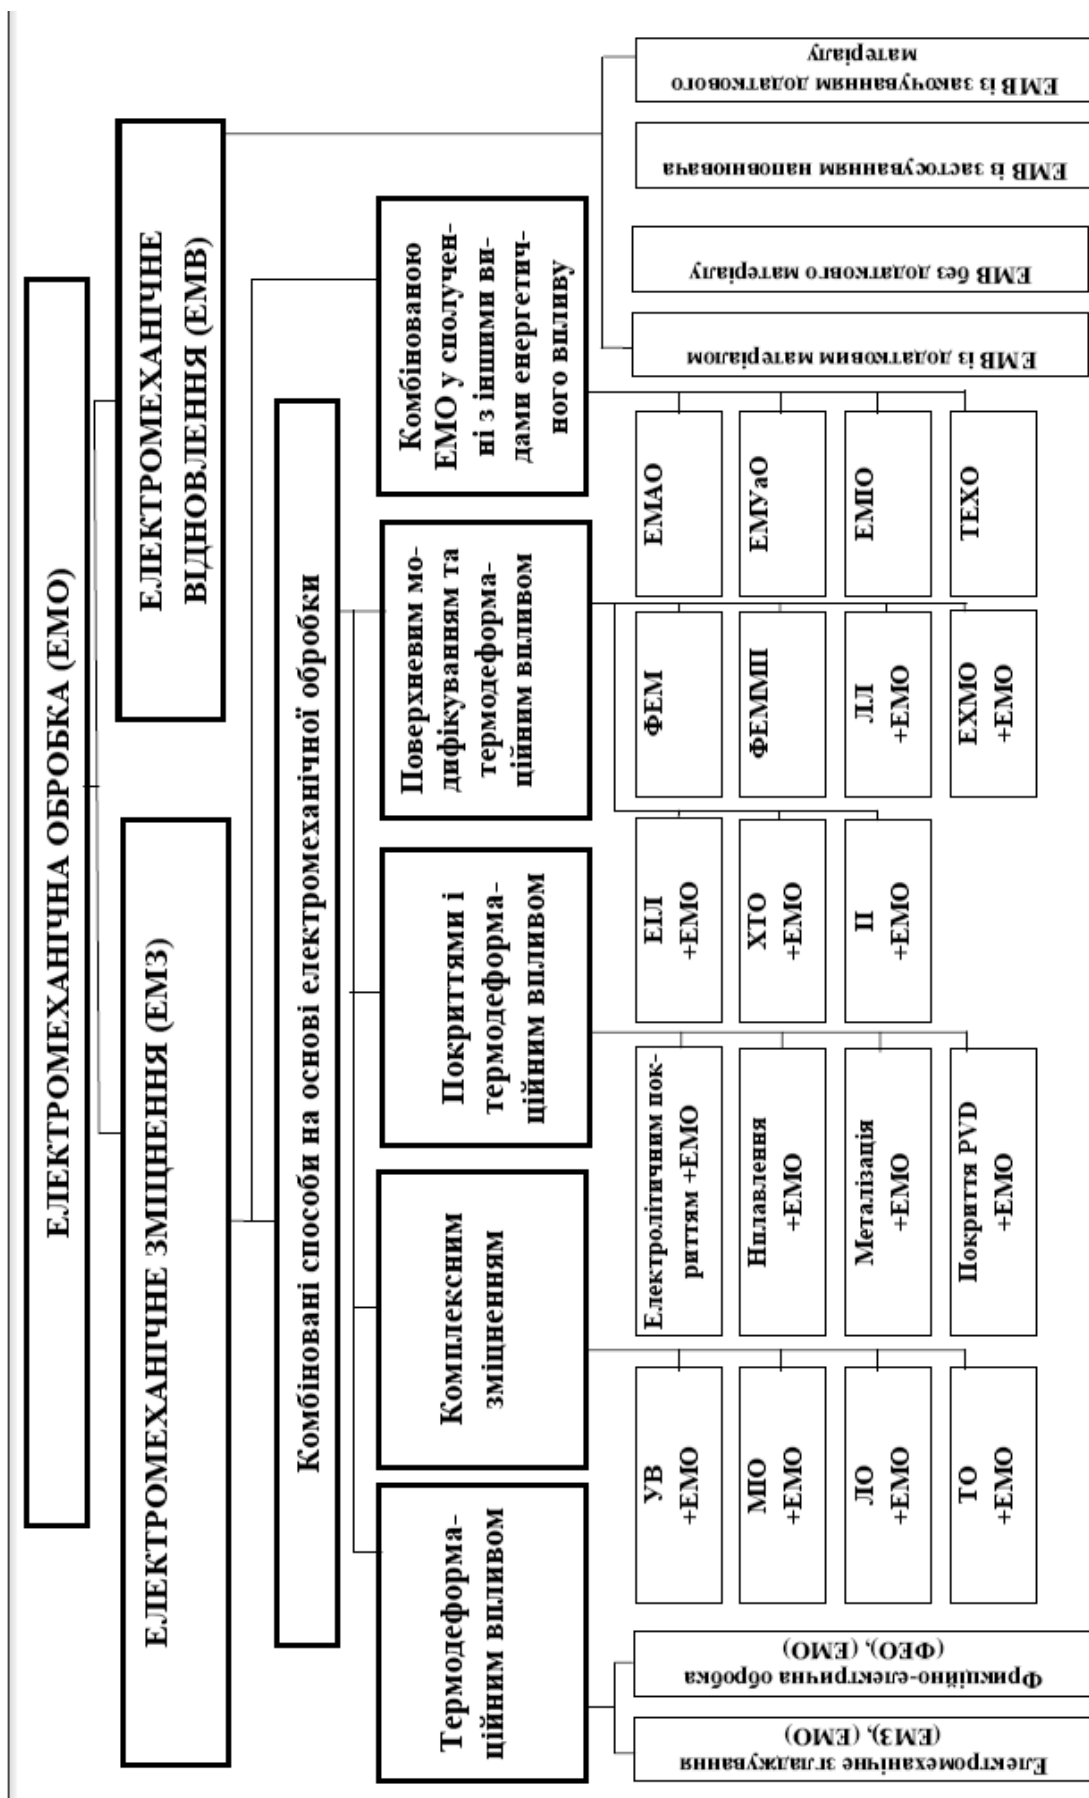 ЕЛЕКТРОМЕХАНІЧНА ОБРОБКА (ЕМО)
ЕЛЕКТРОМЕХАНІЧНЕ ЗМІЦНЕННЯ (ЕМЗ)
ЕЛЕКТРОМЕХАНІЧНЕ
ВІДНОВЛЕННЯ (ЕМВ)
Комбіновані способи на основі електромеханічної обробки
Термодеформа-
ційним впливом
Комплексним
зміцненням
Покриттями і
термодеформа-
ційним впливом
Поверхневим мо-
дифікуванням та
термодеформа-
ційним впливом
Комбінованою
ЕМО у сполучен-
ні з іншими ви-
дами енергетич-
ного впливу
Електромеханічне згладжування
(ЕМЗ), (ЕМО)
Фрикційно-електрична обробка
(ФЕО), (ЕМО)
УВ
+ЕМО
МІО
+ЕМО
ЛО
+ЕМО
ТО
+ЕМО
Електролітичним пок-
риттям +ЕМО
Нплавлення
+ЕМО
Металізація
+ЕМО
Покриття PVD
+ЕМО
ЕІЛ
+ЕМО
ХТО
+ЕМО
ІІ
+ЕМО
ФЕМ
ФЕММП
ЛЛ
+ЕМО
ЕХМО
+ЕМО
ЕМАО
ЕМУаО
ЕМІО
ТЕХО
ЕМВ із додатковим матеріалом
ЕМВ без додатковго матеріалу
ЕМВ із застосуванням наповнювача
ЕМВ із закочуванням додаткового
матеріалу